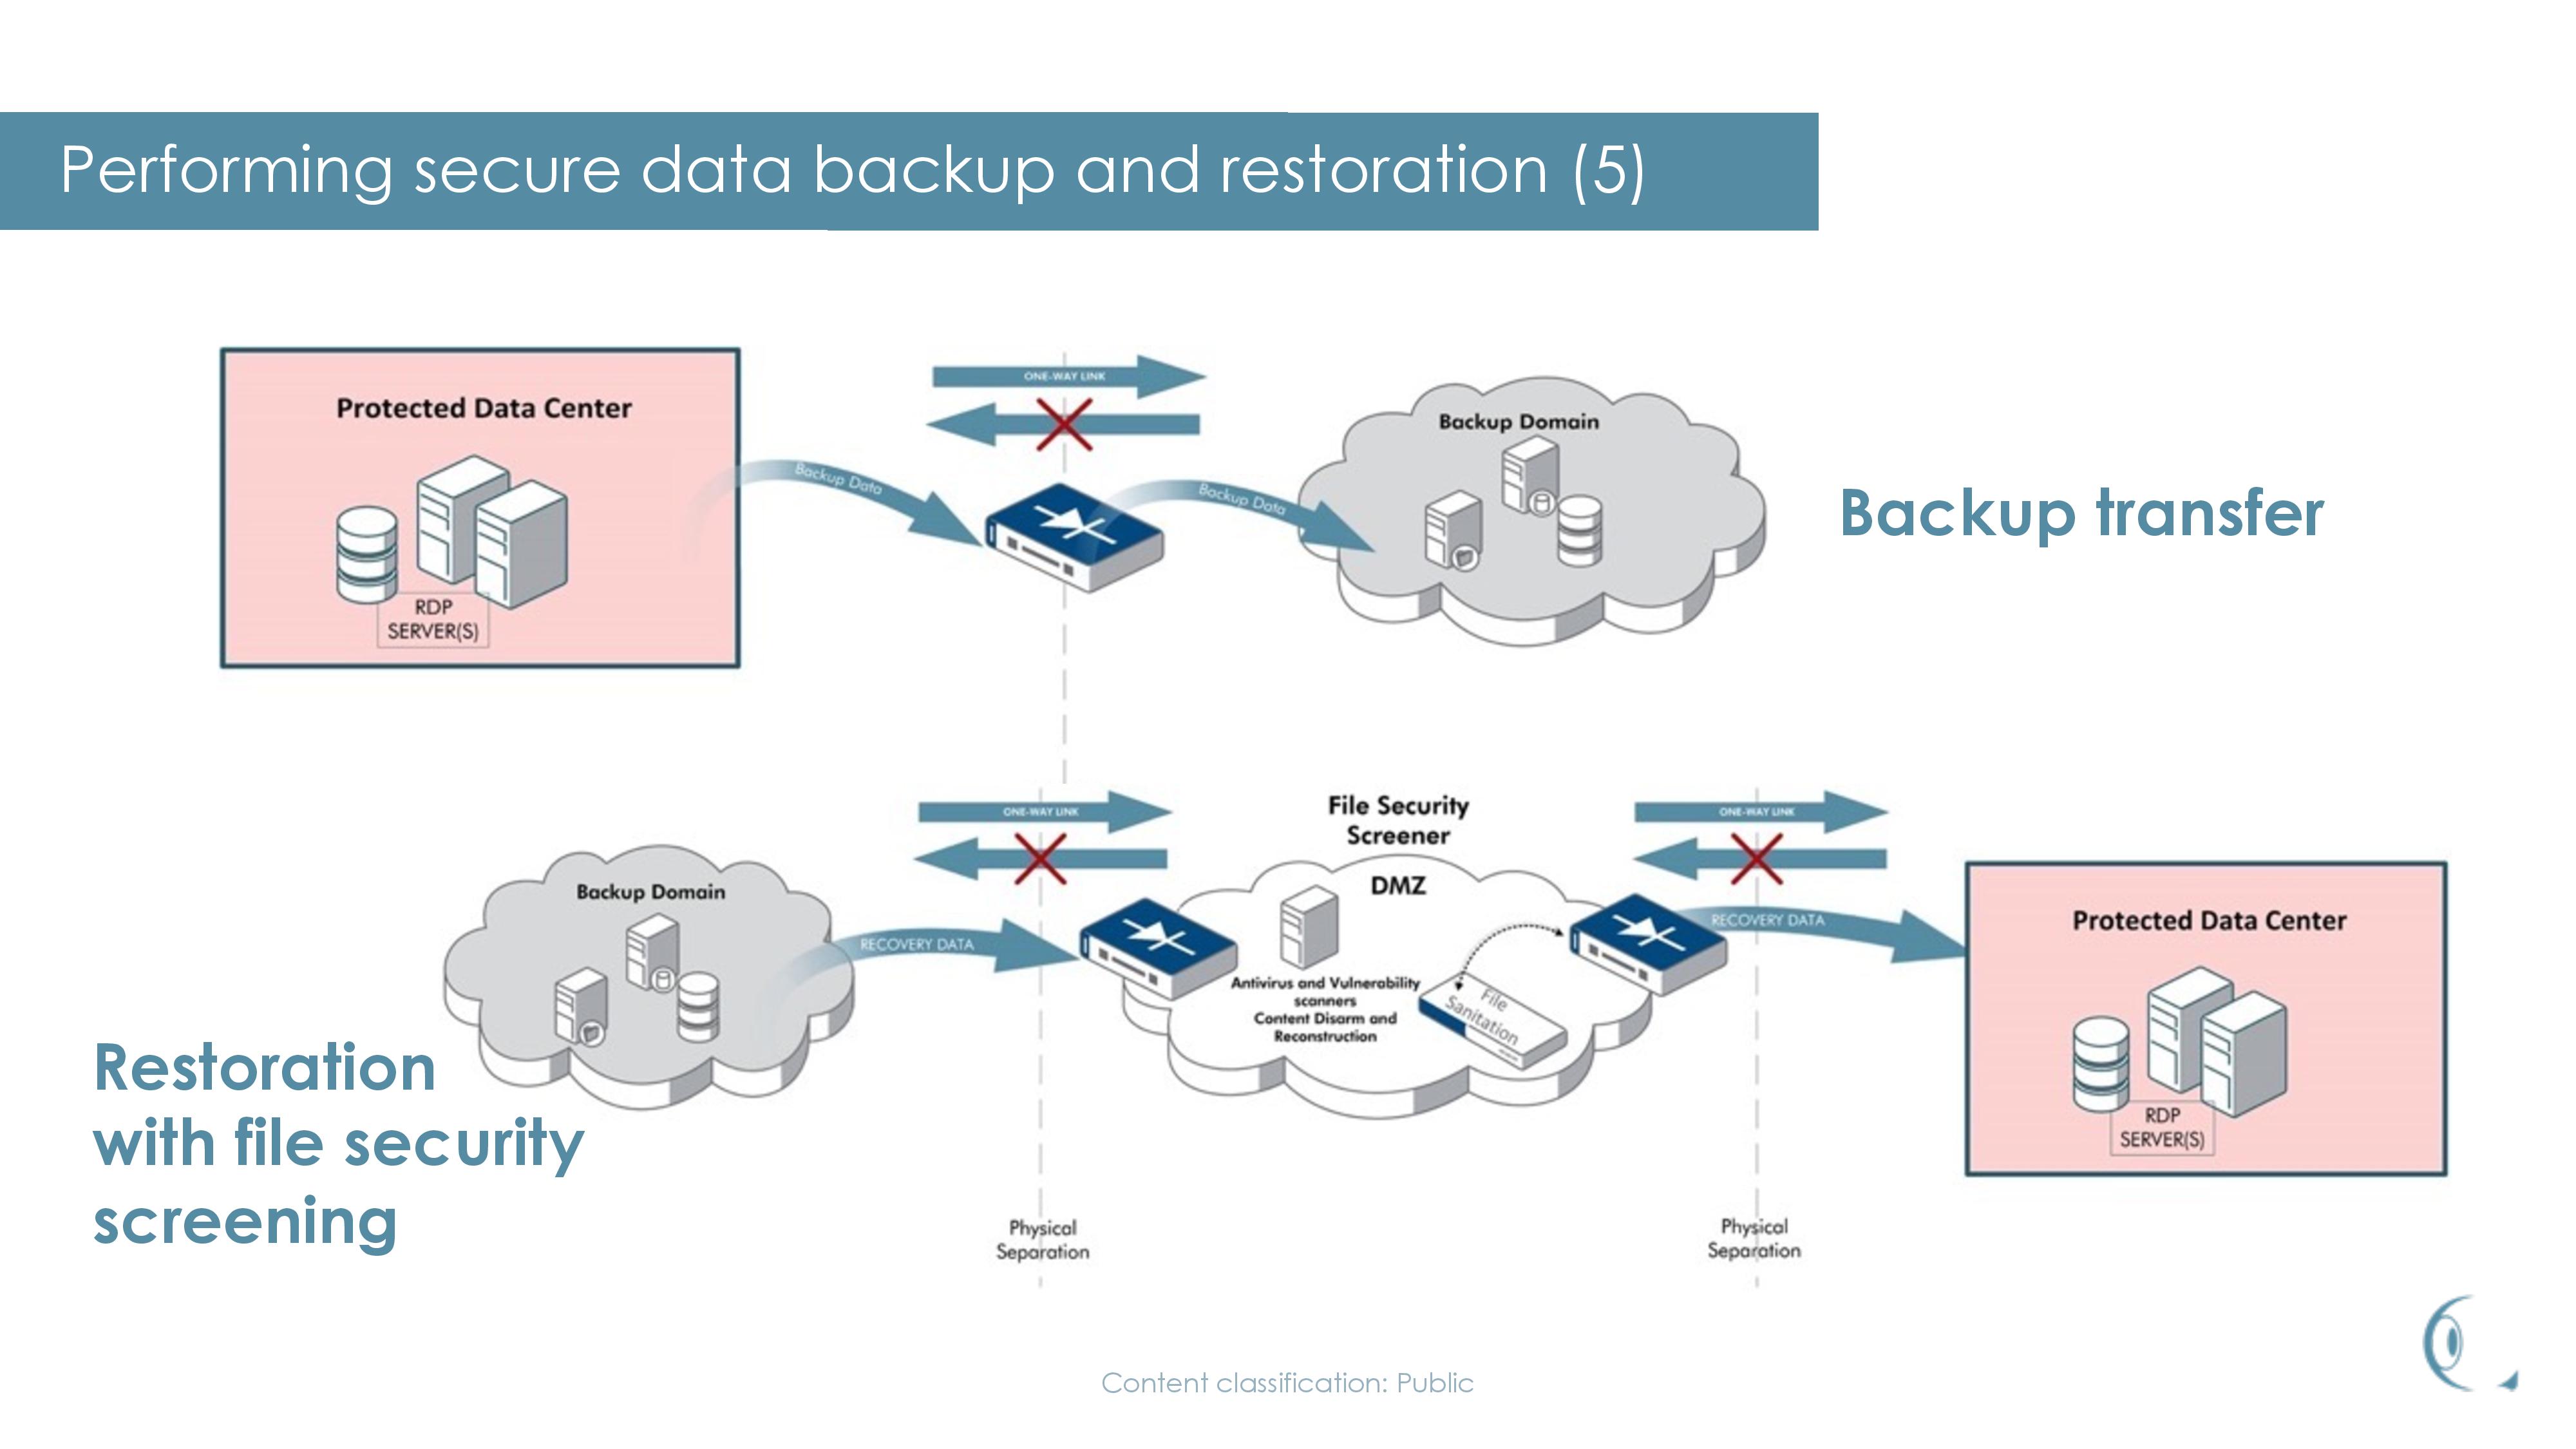 Performing secure data backup and restoration (5)
ONE-WAY LINK
Protected Data Center
Backup Domain
Backup Data
Backup Data
Backup transfer
RDP
SERVER(S)
ONE-WAY LINK
File Security
Screener
ONE-WAY LINK
Backup Domain
DMZ
RECOVERY DATA
RECOVERY DATA
Protected Data Center
Antivirus and Vulnerability
scanners
Content Disarm and
Reconstruction
File
Sanitation
Restoration
with file security
screening
RDP
SERVER(S)
Physical
Separation
Physical
Separation
Content classification: Public